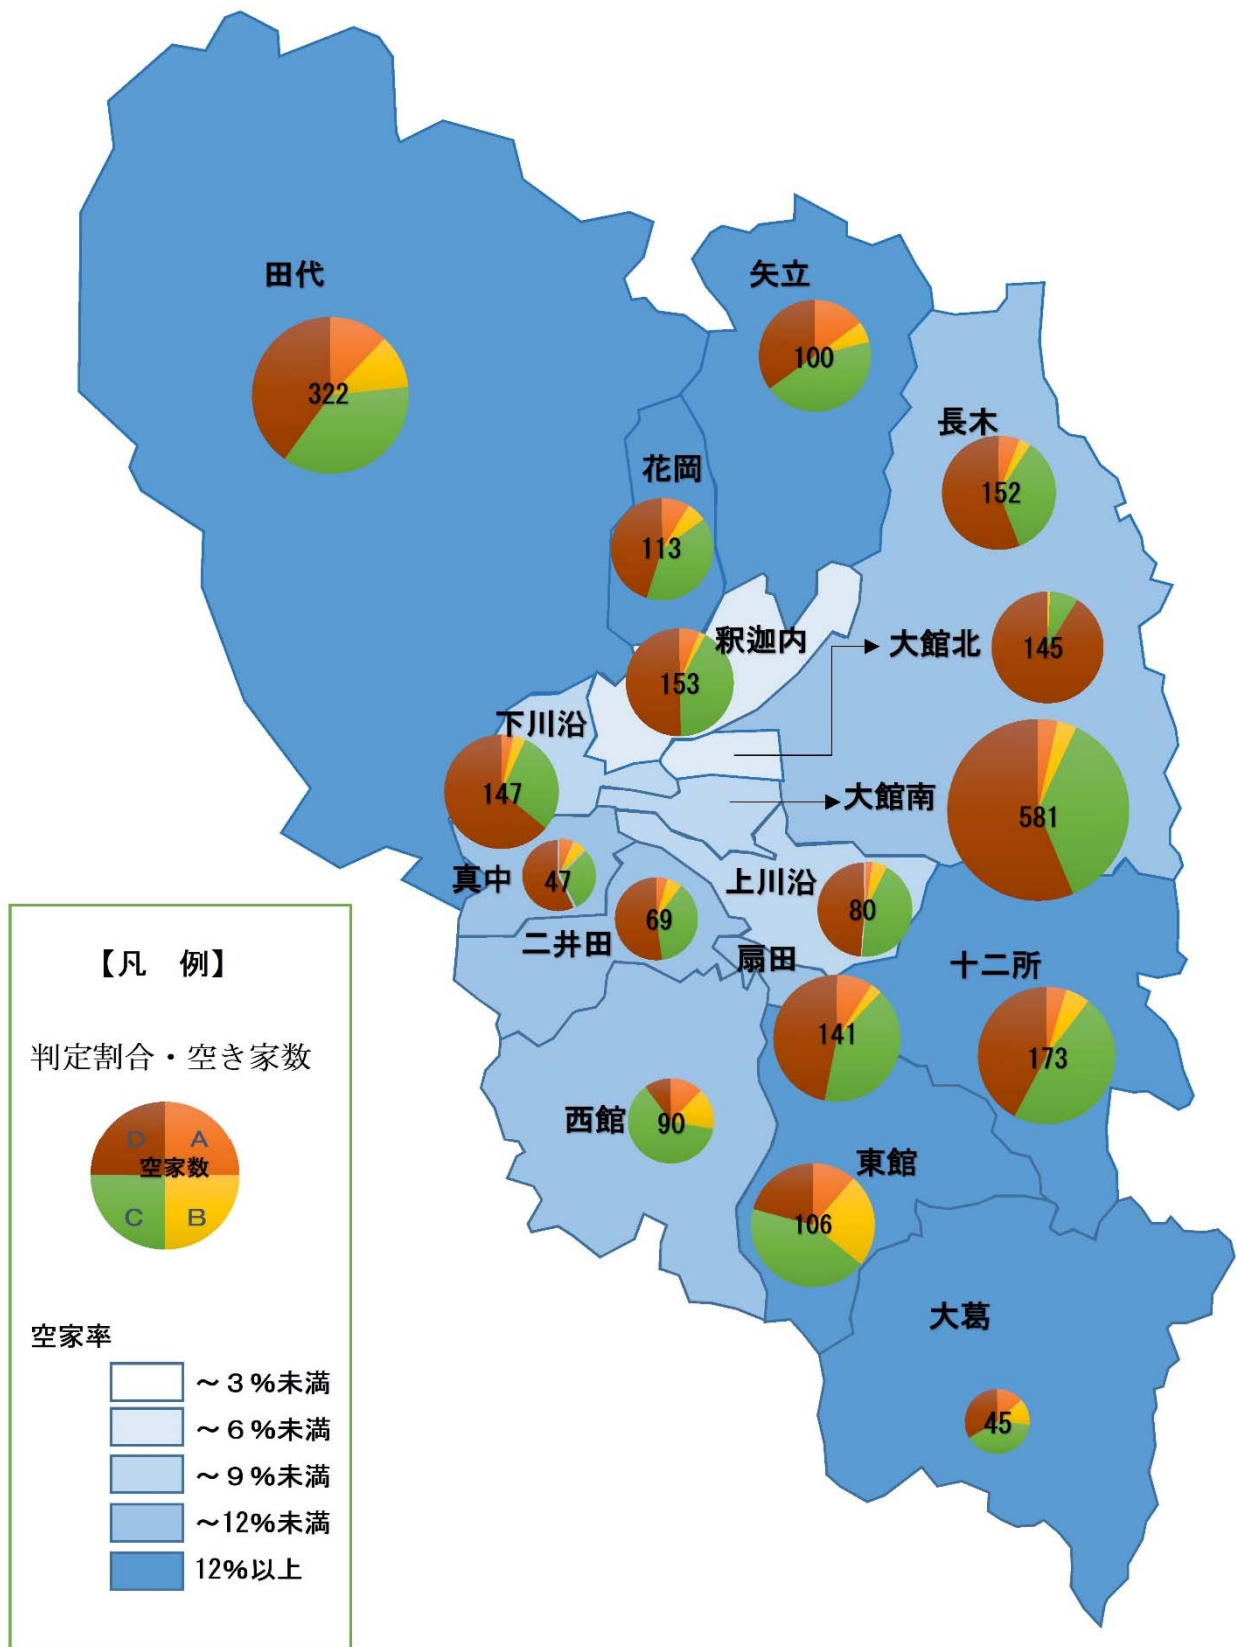 田代
322
矢立
100
長木
152
花岡
113
釈迦内
153
大館北
145
下川沿
147
大館南
581
真中
47
二井田
69
上川沿
80
扇田
141
十二所
173
西館
90
東館
106
大葛
45
【凡　例】
判定割合・空き家数
D A
空家数
C B
空家率
～３%未満
～６%未満
～９%未満
～12%未満
12%以上